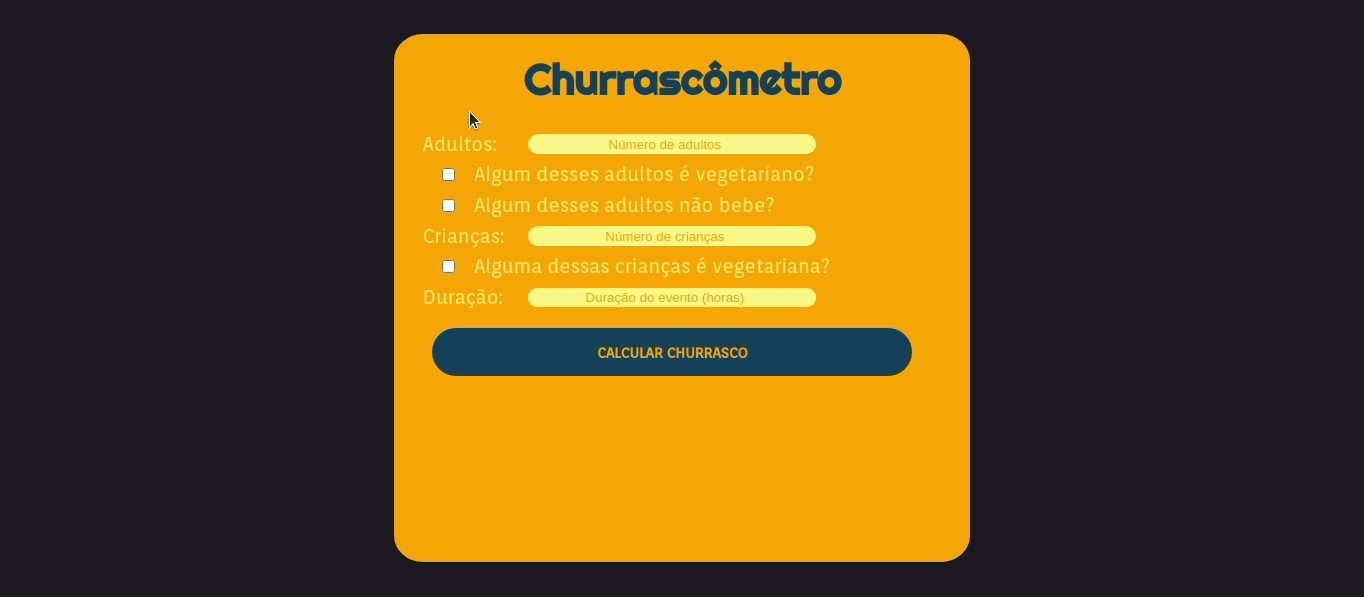 Churrascômetro
Adultos: Número de adultos
Algum desses adultos é vegetariano?
Algum desses adultos não bebe?
Crianças: Número de crianças
Alguma dessas crianças é vegetariana?
Duração: Duração do evento (horas)
CALCULAR CHURRASCO